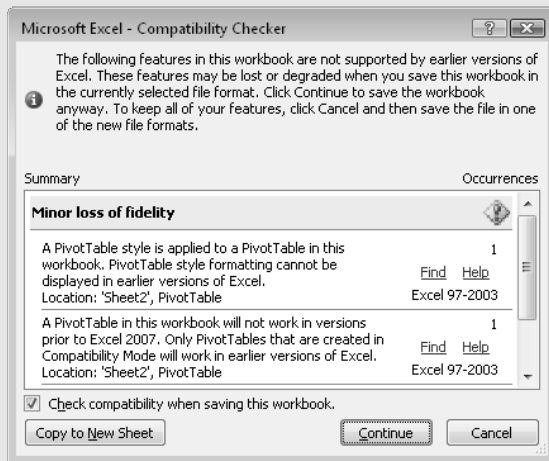 Microsoft Excel - Compatibility Checker
The following features in this workbook are not supported by earlier versions of
Excel. These features may be lost or degraded when you save this workbook in
the currently selected file format. Click Continue to save the workbook
anyway. To keep all of your features, click Cancel and then save the file in one
of the new file formats.
Summary Occurrences
Minor loss of fidelity
A PivotTable style is applied to a PivotTable in this 1
workbook. PivotTable style formatting cannot be
displayed in earlier versions of Excel. Find Help
Location: 'Sheet2', PivotTable Excel 97-2003
A PivotTable in this workbook will not work in versions 1
prior to Excel 2007. Only PivotTables that are created in
Compatibility Mode will work in earlier versions of Excel. Find Help
Location: 'Sheet2', PivotTable Excel 97-2003
Check compatibility when saving this workbook.
Copy to New Sheet Continue Cancel